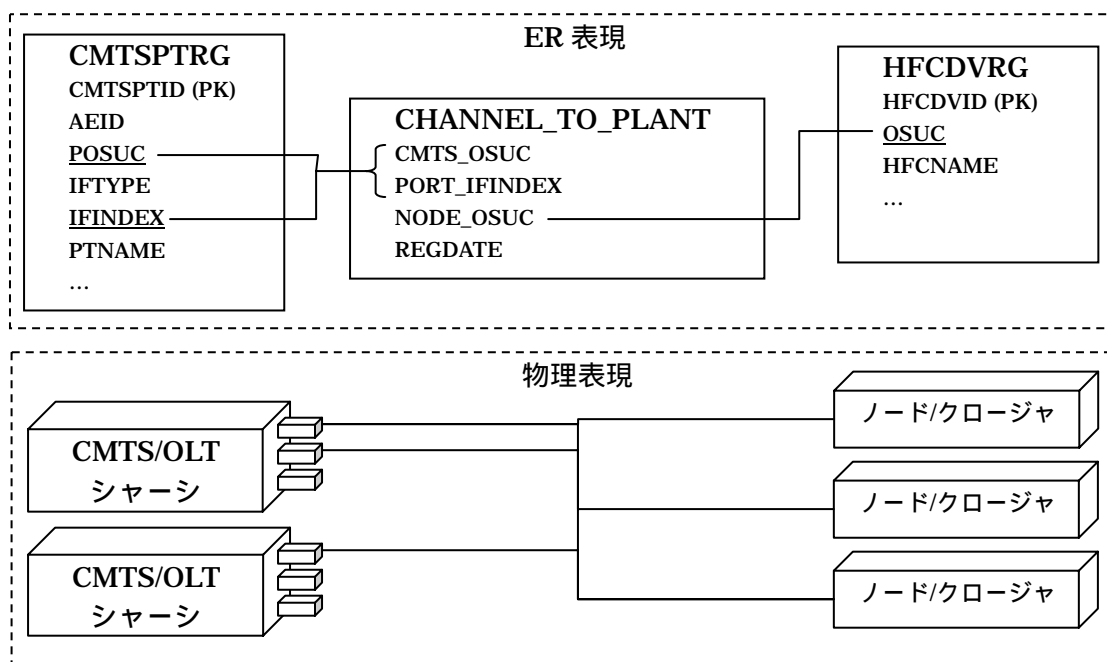 ER 表現
CMTSPTRG
CMTSPTID (PK)
AEID
POSUC
IFTYPE
IFINDEX
PTNAME
...
CHANNEL_TO_PLANT
CMTS_OSUC
PORT_IFINDEX
NODE_OSUC
REGDATE
HFCDVRG
HFCDVID (PK)
OSUC
HFCNAME
...
物理表現
CMTS/OLT
シャーシ
CMTS/OLT
シャーシ
ノード/クロージャ
ノード/クロージャ
ノード/クロージャ